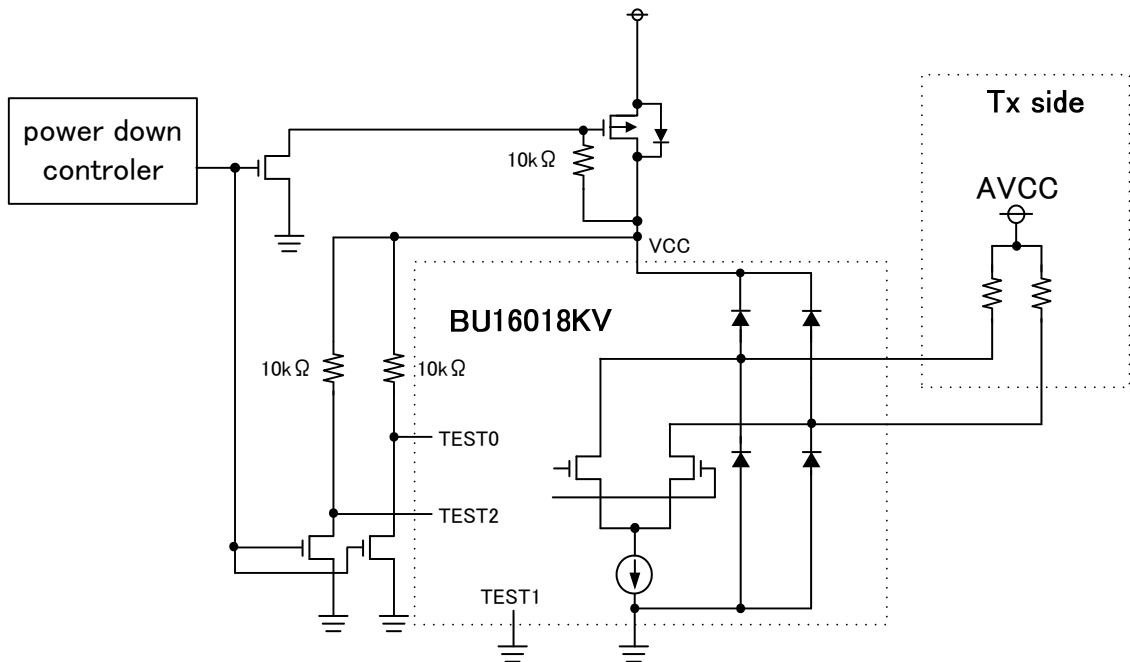 power down
controler
10kΩ
Tx side
AVCC
VCC
BU16018KV
10kΩ
10kΩ
TEST0
TEST2
TEST1